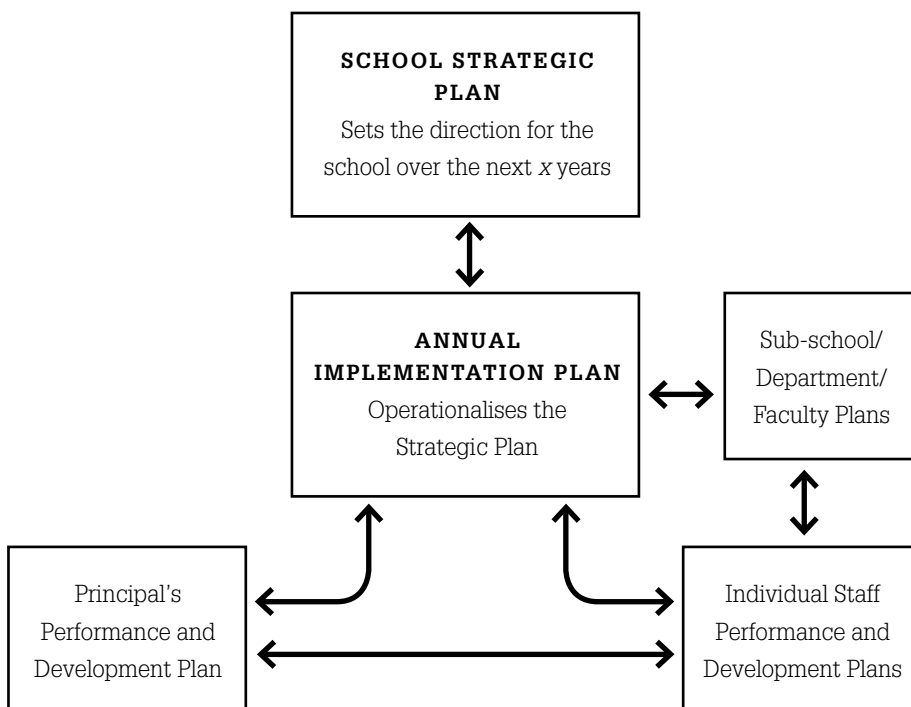 SCHOOL STRATEGIC
PLAN
Sets the direction for the
school over the next x years
ANNUAL
IMPLEMENTATION PLAN
Operationalises the
Strategic Plan
Sub-school/
Department/
Faculty Plans
Principal's
Performance and
Development Plan
Individual Staff
Performance and
Development Plans